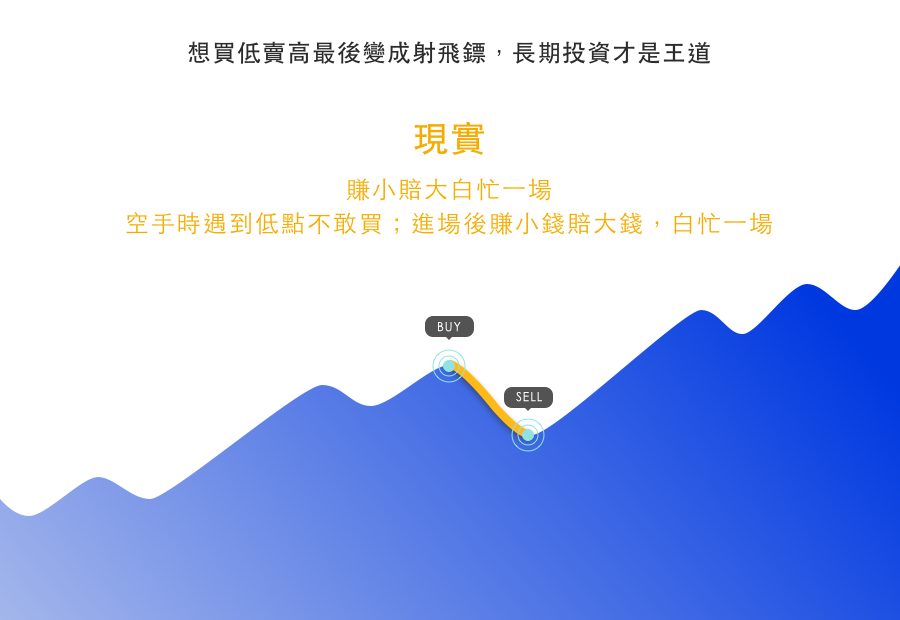 想買低賣高最後變成射飛鏢，長期投資才是王道
現實
賺小賠大白忙一場
空手時遇到低點不敢買；進場後賺小錢賠大錢，白忙一場
BUY
SELL